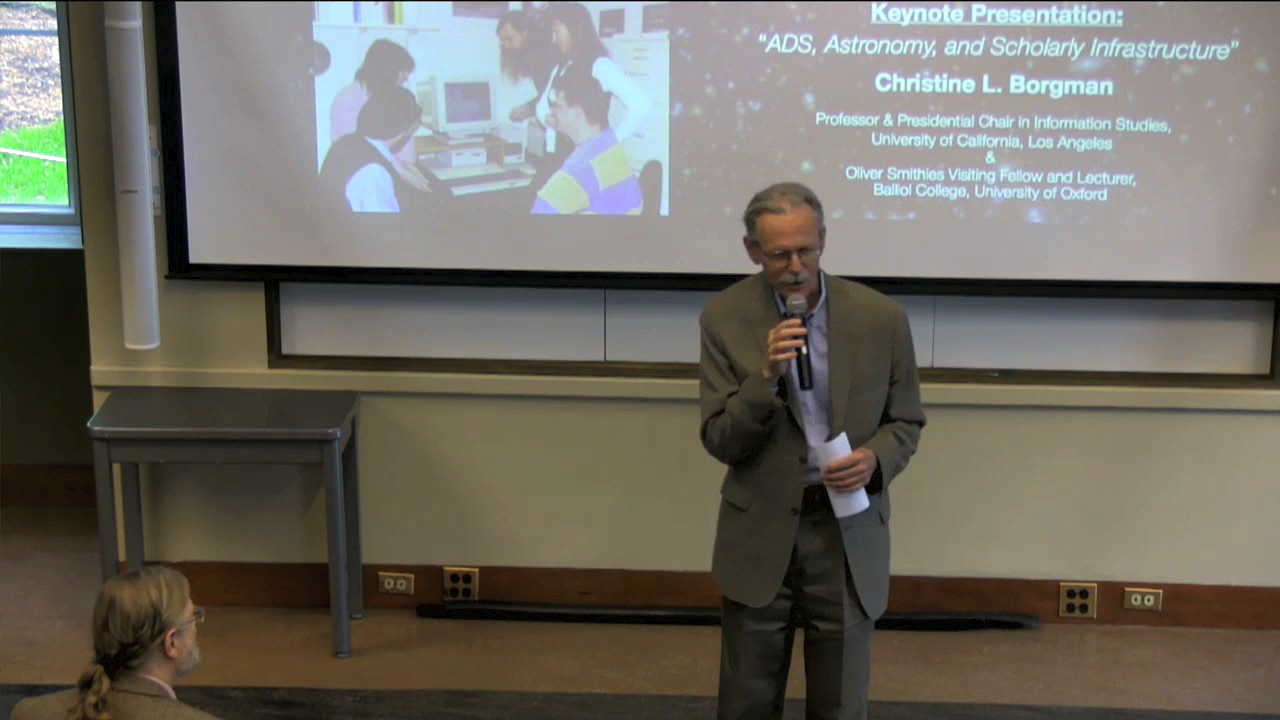 Keynote Presentation:
“ADS, Astronomy, and Scholarly Infrastructure”
Christine L. Borgman
Professor & Presidential Chair in Information Studies,
University of California, Los Angeles
&
Oliver Smithies Visiting Fellow and Lecturer,
Balliol College, University of Oxford